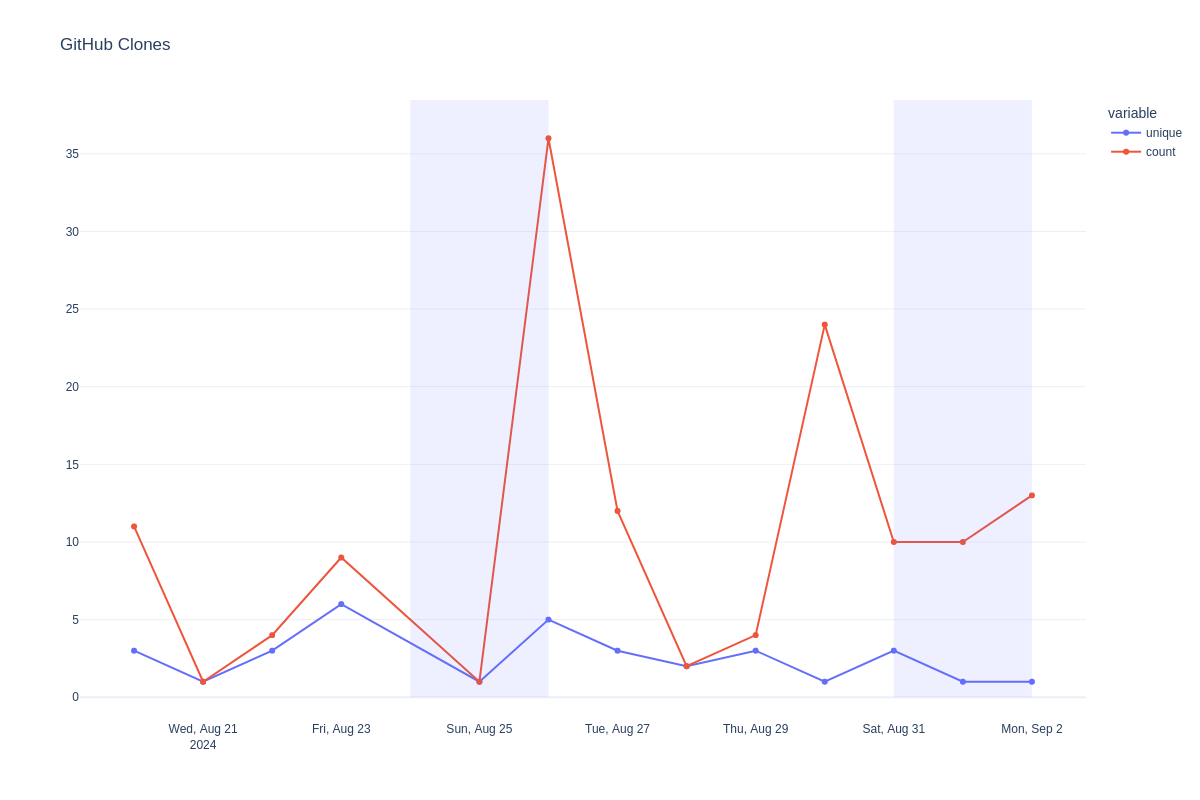 GitHub Clones
variable
unique
count
35
30
25
20
15
10
5
0
Wed, Aug 21
2024
Fri, Aug 23
Sun, Aug 25
Tue, Aug 27
Thu, Aug 29
Sat, Aug 31
Mon, Sep 2